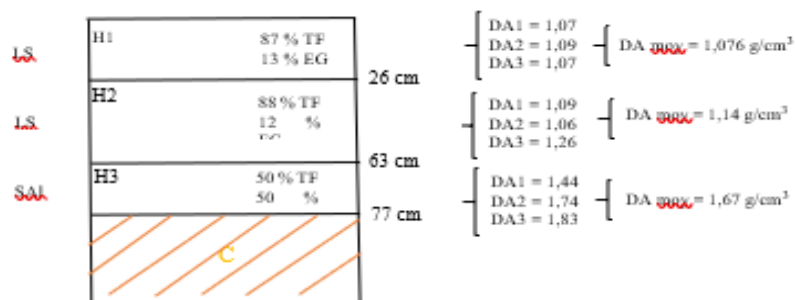 LS
H1
87 % TF
13 % EG
26 cm
DA1 = 1,07
DA2 = 1,09
DA3 = 1,07
DA moy = 1,076 g/cm³
LS
H2
88 % TF
12 %
63 cm
DA1 = 1,09
DA2 = 1,06
DA3 = 1,26
DA moy = 1,14 g/cm³
SAL
H3
50 % TF
50 %
77 cm
DA1 = 1,44
DA2 = 1,74
DA3 = 1,83
DA moy = 1,67 g/cm³
C